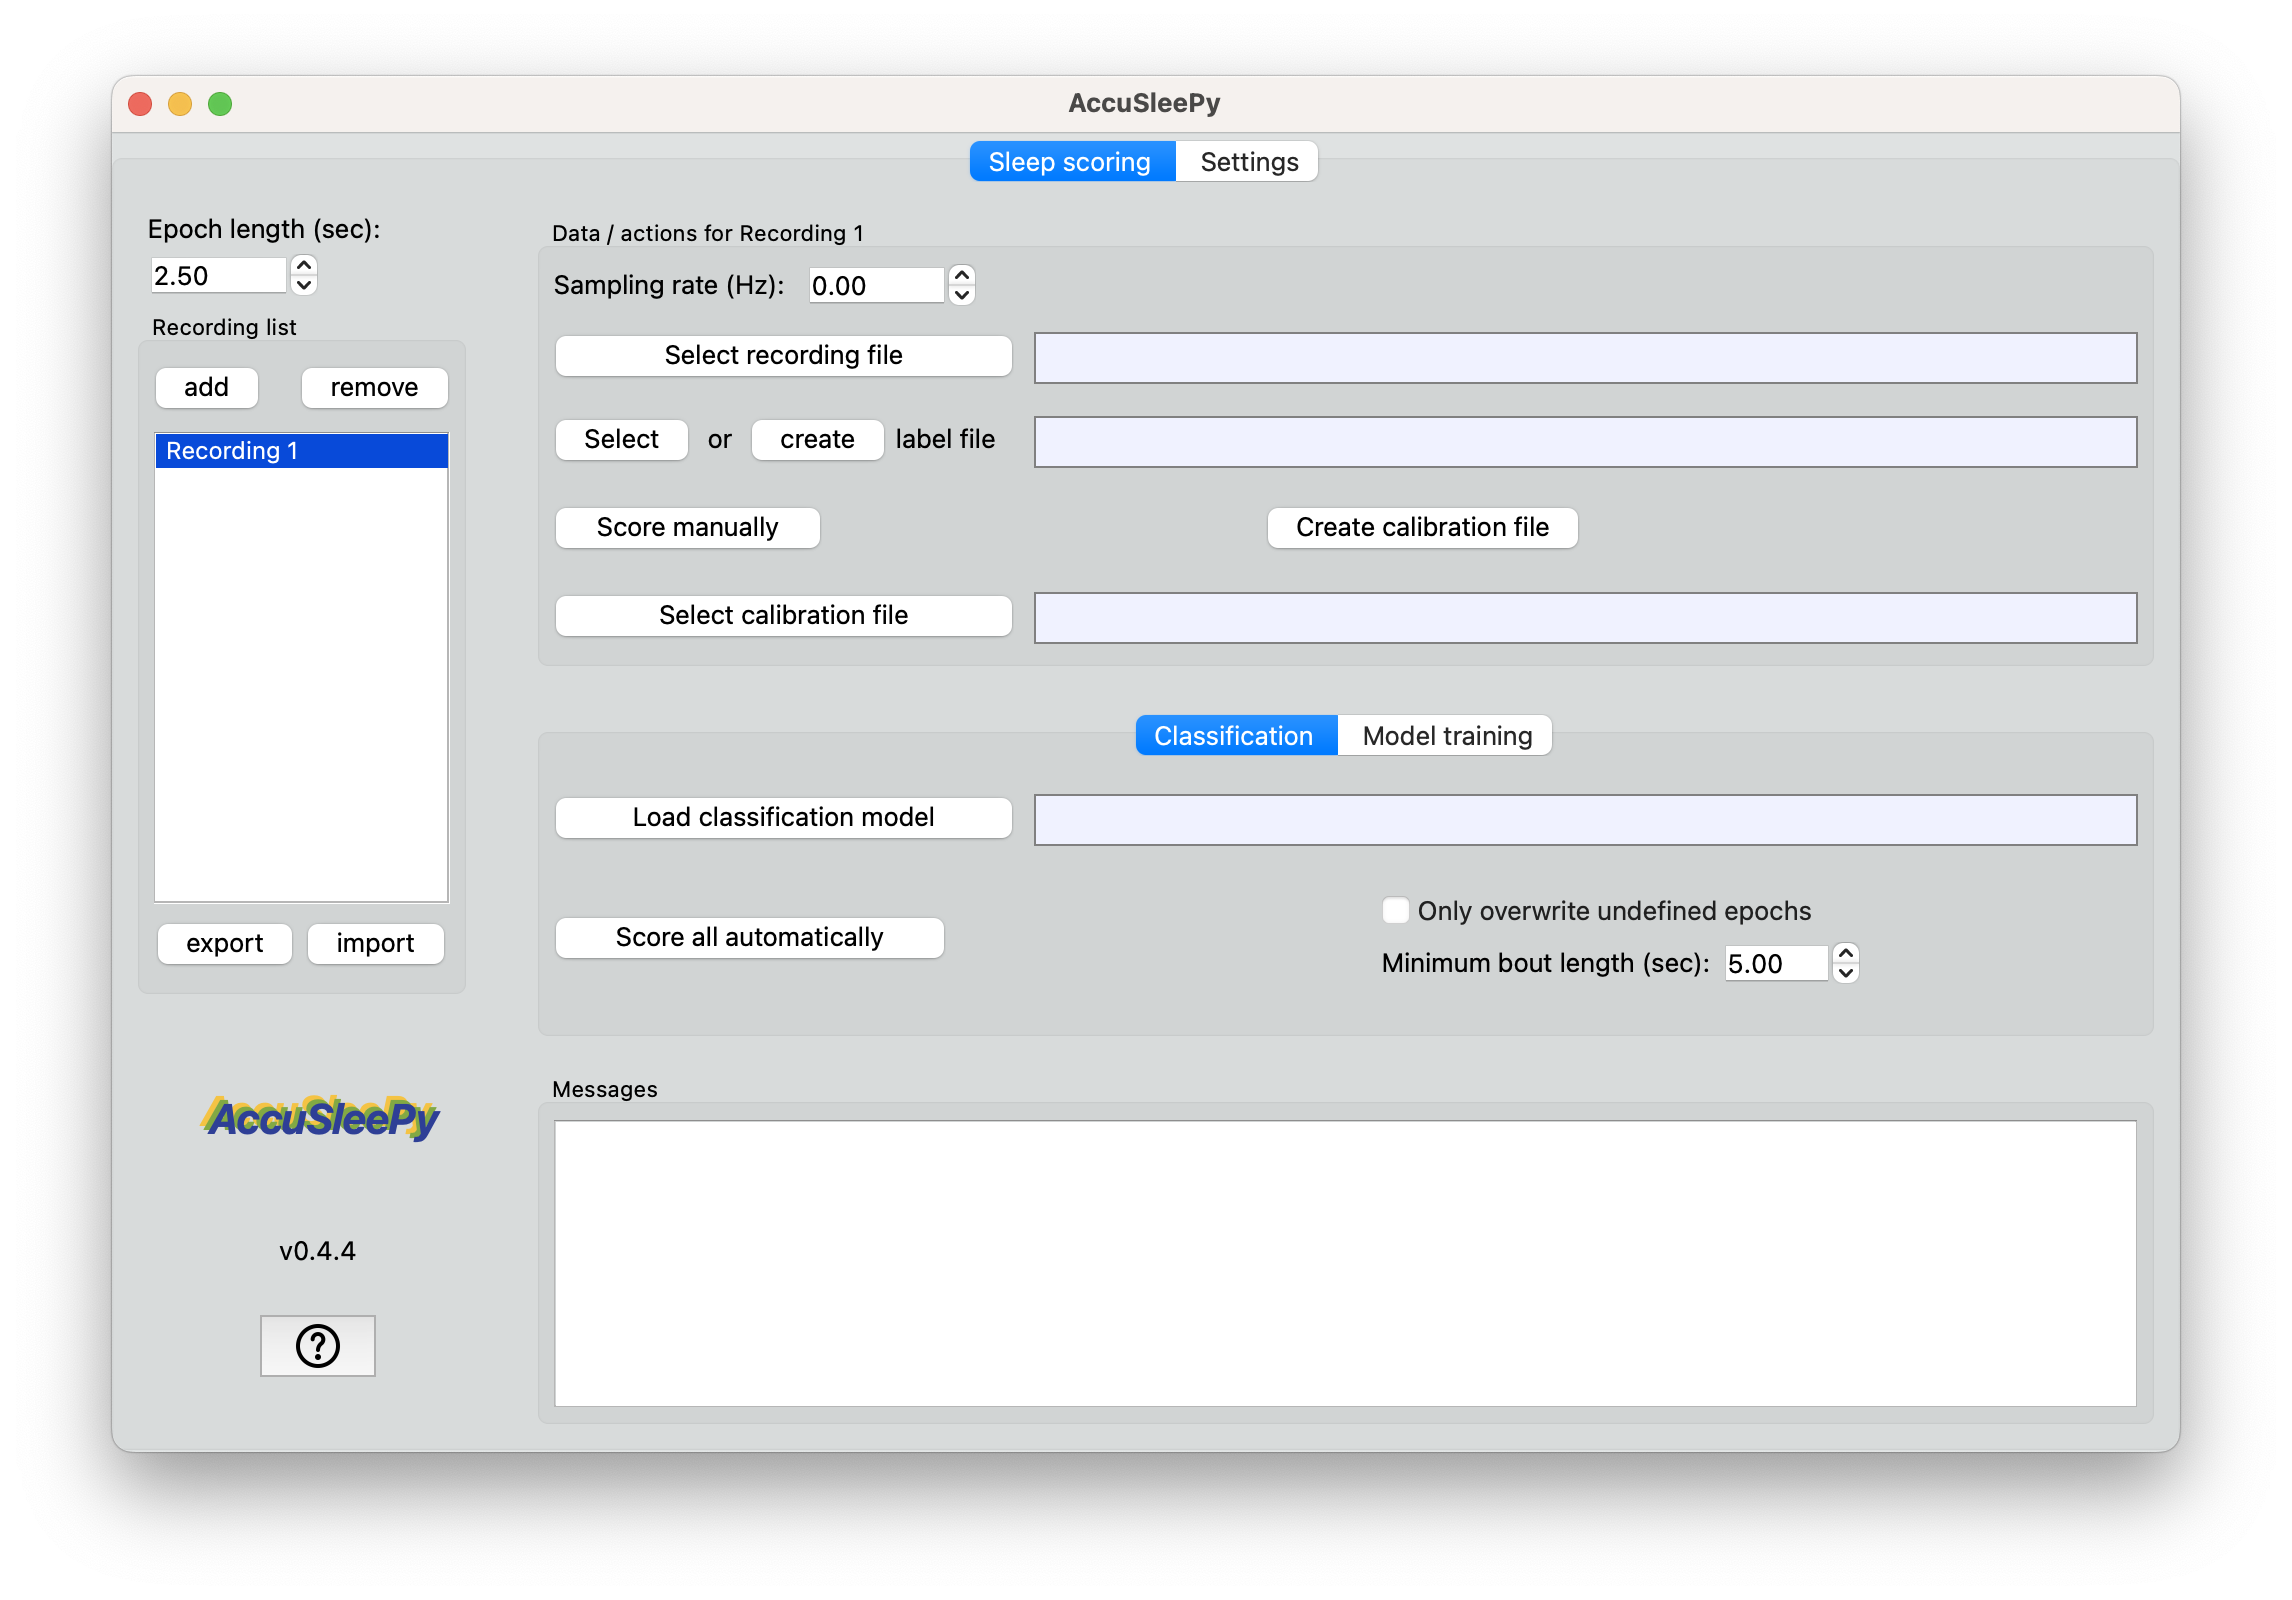 AccuSleePy
Sleep scoring Settings
Epoch length (sec):
2.50
Recording list
add remove
Recording 1
export import
AccuSleePy
v0.4.4
?
Data / actions for Recording 1
Sampling rate (Hz): 0.00
Select recording file
Select or create label file
Score manually Create calibration file
Select calibration file
Classification Model training
Load classification model
Score all automatically
Only overwrite undefined epochs
Minimum bout length (sec): 5.00
Messages